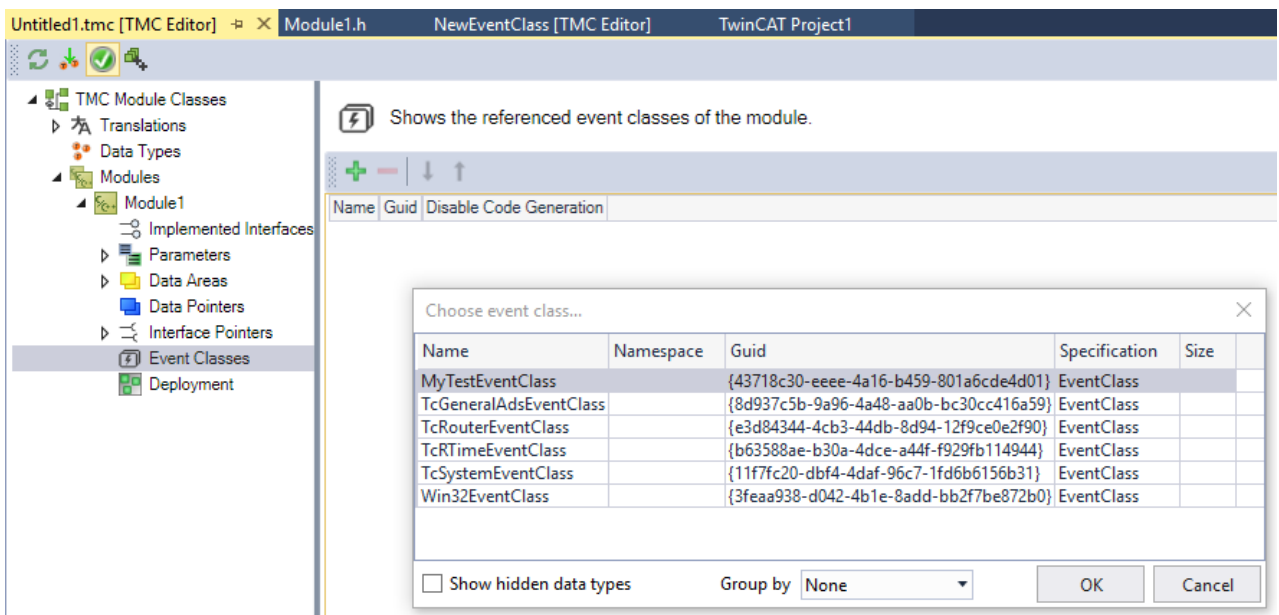 Untitled1.tmc [TMC Editor] Module1.h NewEventClass [TMC Editor] TwinCAT Project1
TMC Module Classes
Translations
Data Types
Modules
Module1
Implemented Interfaces
Parameters
Data Areas
Data Pointers
Interface Pointers
Event Classes
Deployment
Shows the referenced event classes of the module.
Name Guid Disable Code Generation
Choose event class...
Name Namespace Guid Specification Size
MyTestEventClass {43718c30-eeee-4a16-b459-801a6cde4d01} EventClass
TcGeneralAdsEventClass {8d937c5b-9a96-4a48-aa0b-bc30cc416a59} EventClass
TcRouterEventClass {e3d84344-4cb3-44db-8d94-12f9ce0e2f90} EventClass
TcRTimeEventClass {b63588ae-b30a-4dce-a44f-f929fb114944} EventClass
TcSystemEventClass {11f7fc20-dbf4-4daf-96c7-1fd6b6156b31} EventClass
Win32EventClass {3feaa938-d042-4b1e-8add-bb2f7be872b0} EventClass
Show hidden data types Group by None OK Cancel